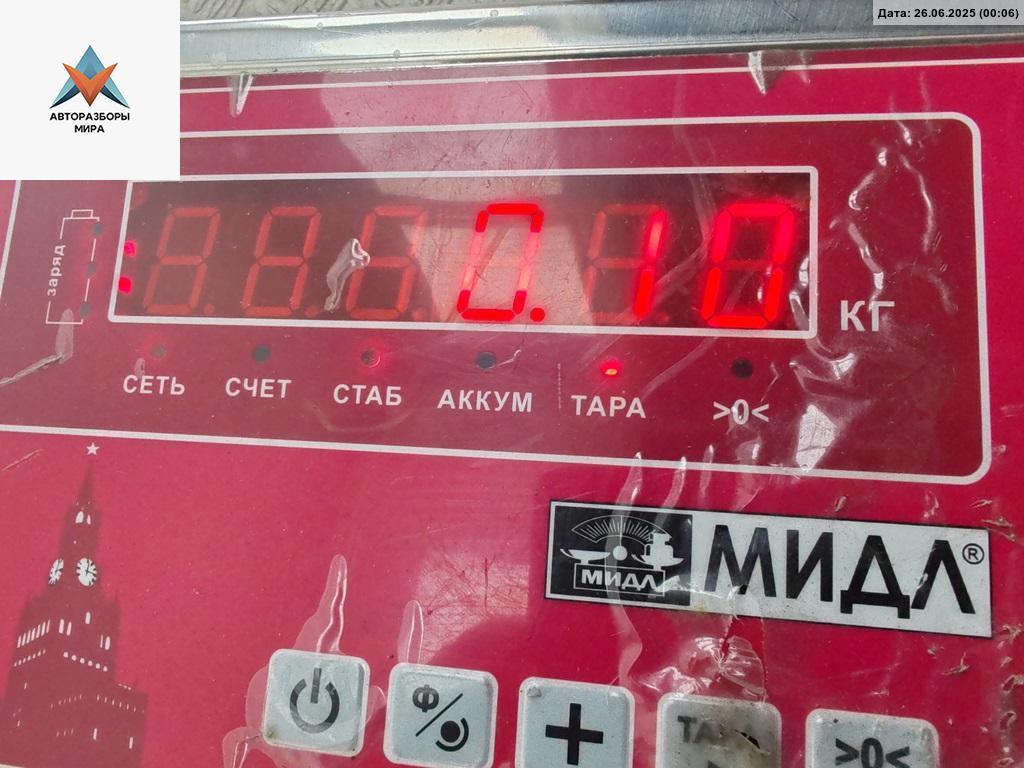 Дата: 26.06.2025 (00:06)
АВТОРАЗБОРЫ
МИРА
заряд
0.10
КГ
СЕТЬ СЧЕТ СТАБ АККУМ ТАРА >0<
МИДЛ
МИДЛ®
Ф
+
>0<